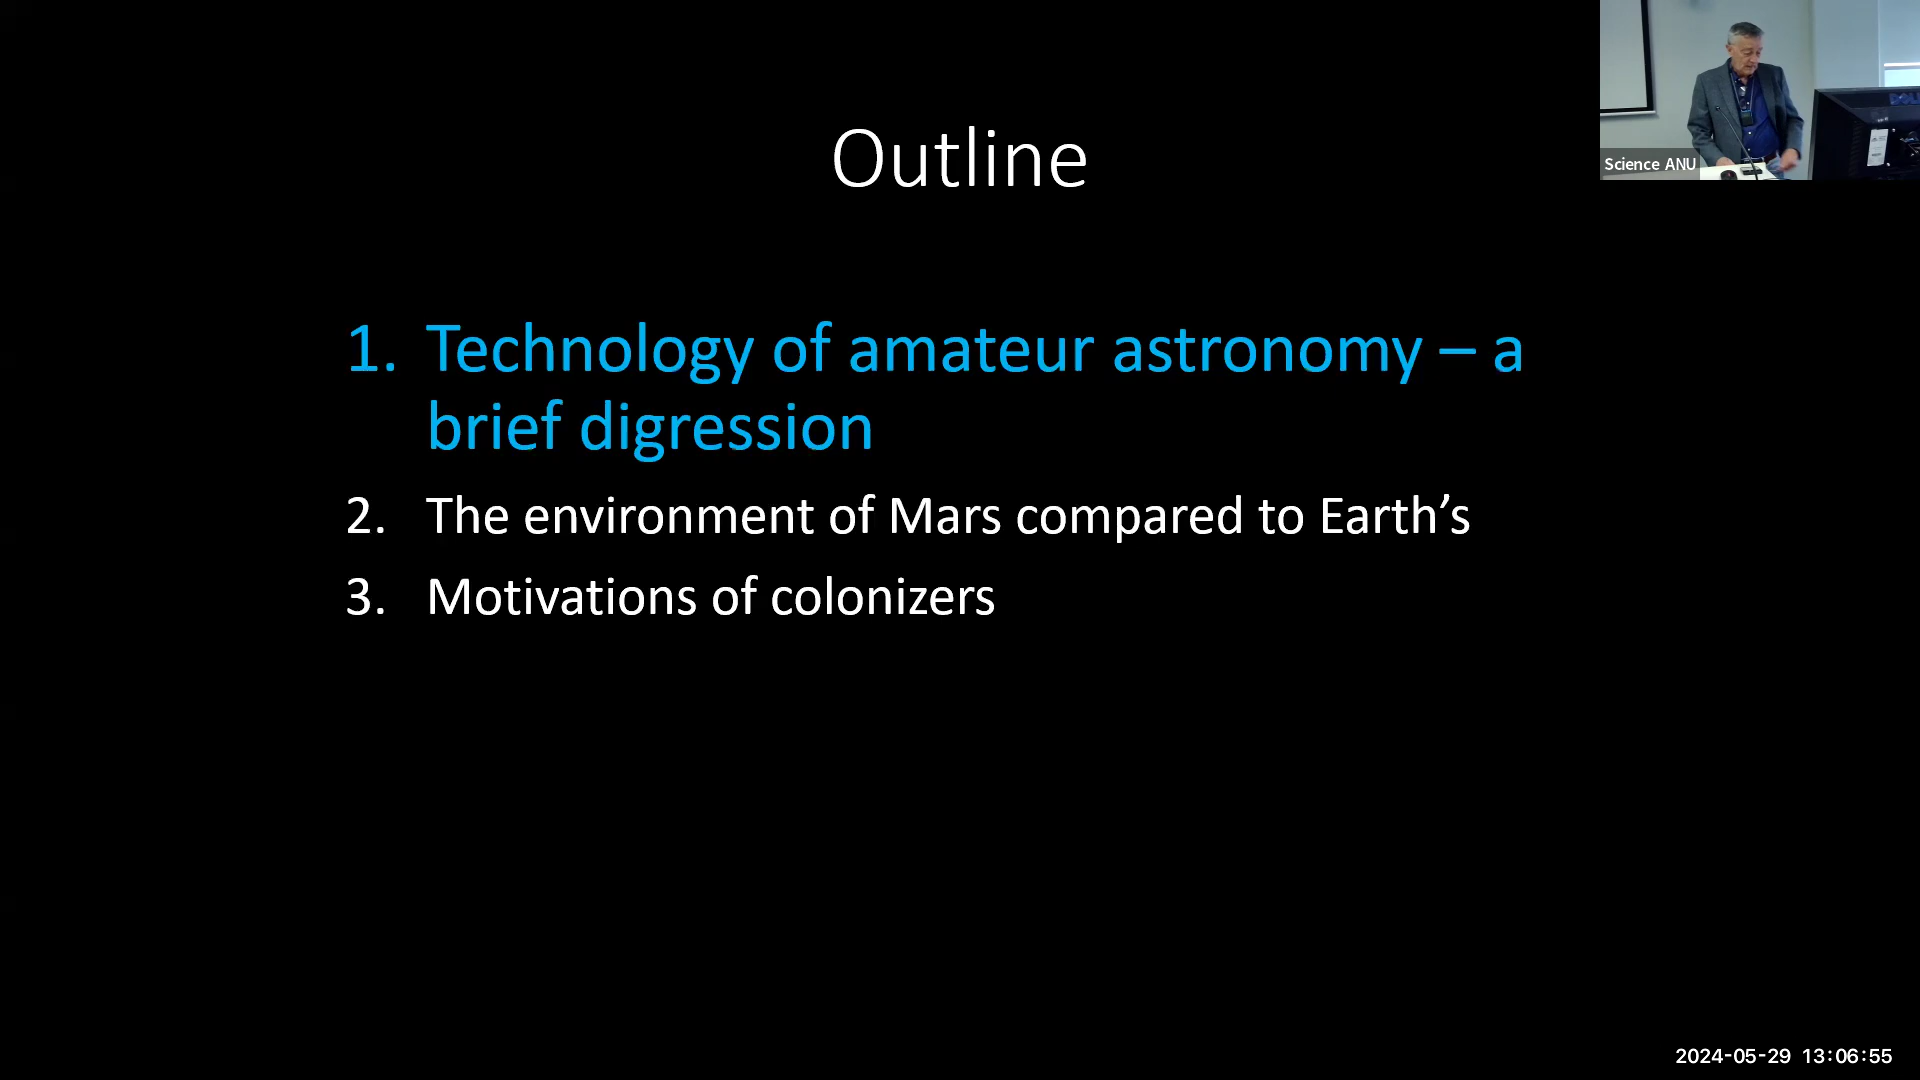 Outline
Science ANU
1. Technology of amateur astronomy – a
brief digression
2. The environment of Mars compared to Earth’s
3. Motivations of colonizers
2024-05-29 13:06:55